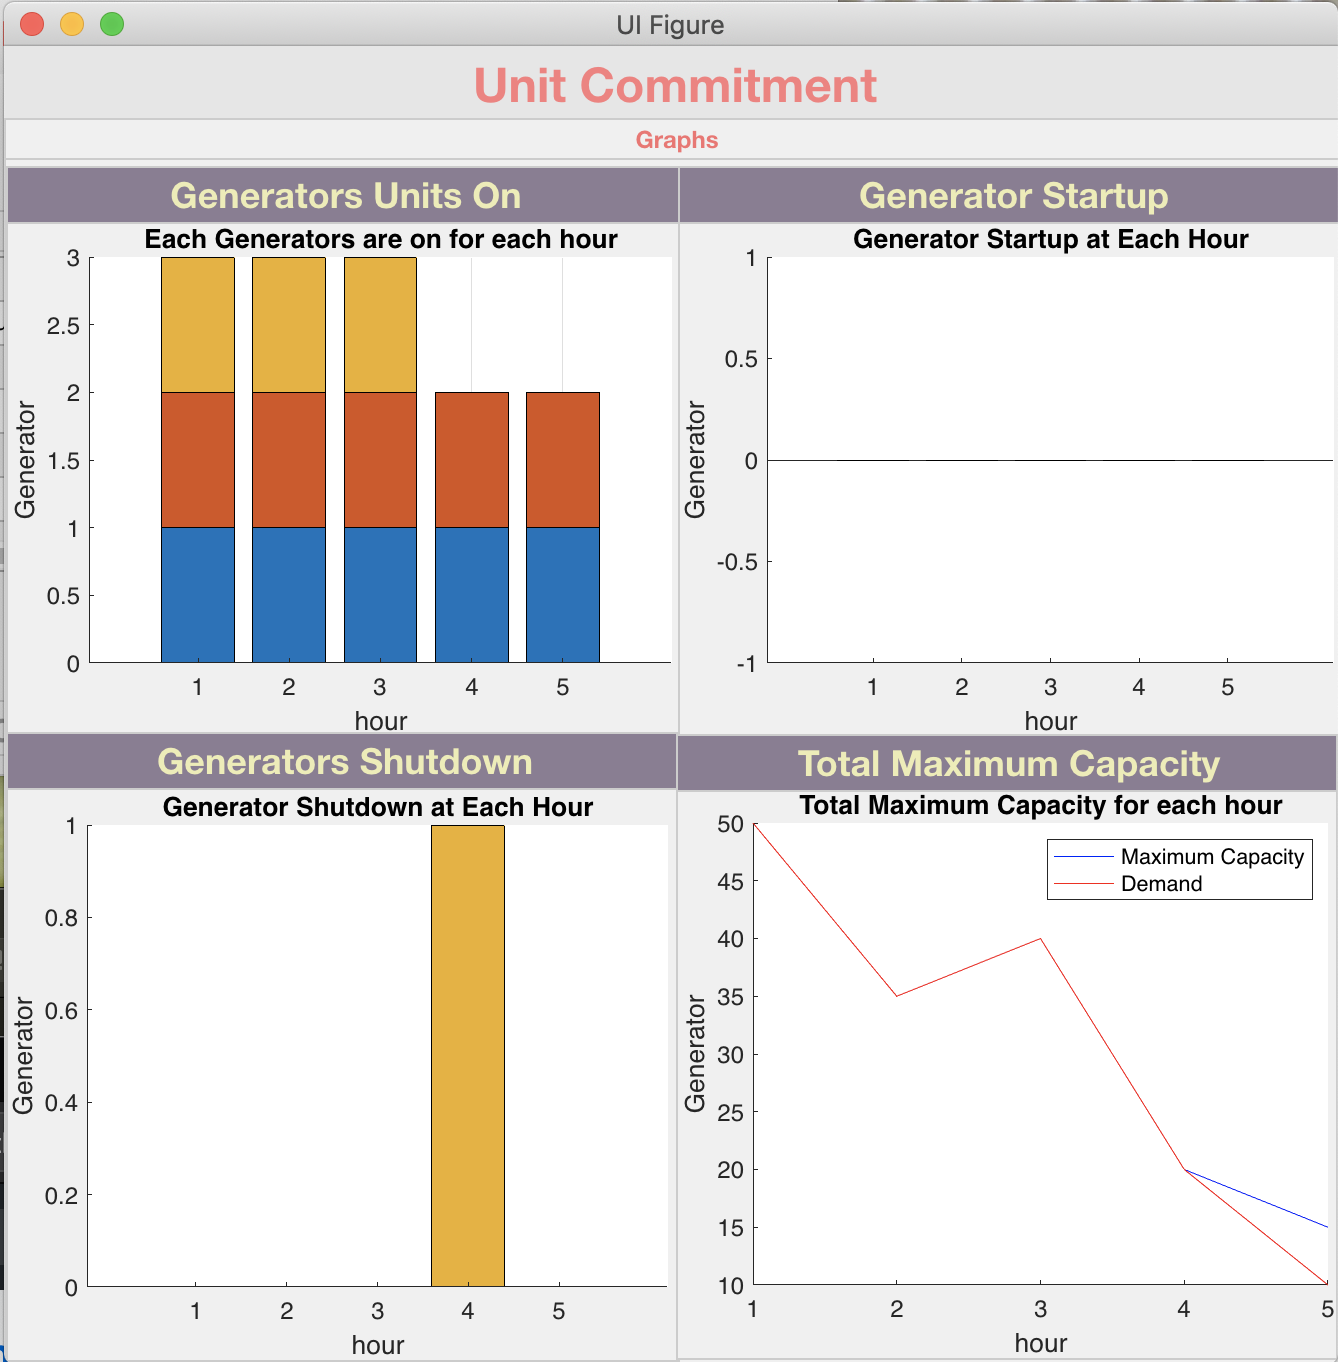 UI Figure
Unit Commitment
Graphs
Generators Units On
Each Generators are on for each hour
3
2.5
2
1.5
1
0.5
0
Generator
1 2 3 4 5
hour
Generator Startup
Generator Startup at Each Hour
1
0.5
0
-0.5
-1
Generator
1 2 3 4 5
hour
Generators Shutdown
Generator Shutdown at Each Hour
1
0.8
0.6
0.4
0.2
0
Generator
1 2 3 4 5
hour
Total Maximum Capacity
Total Maximum Capacity for each hour
50
45
40
35
30
25
20
15
10
Generator
Maximum Capacity
Demand
1 2 3 4 5
hour